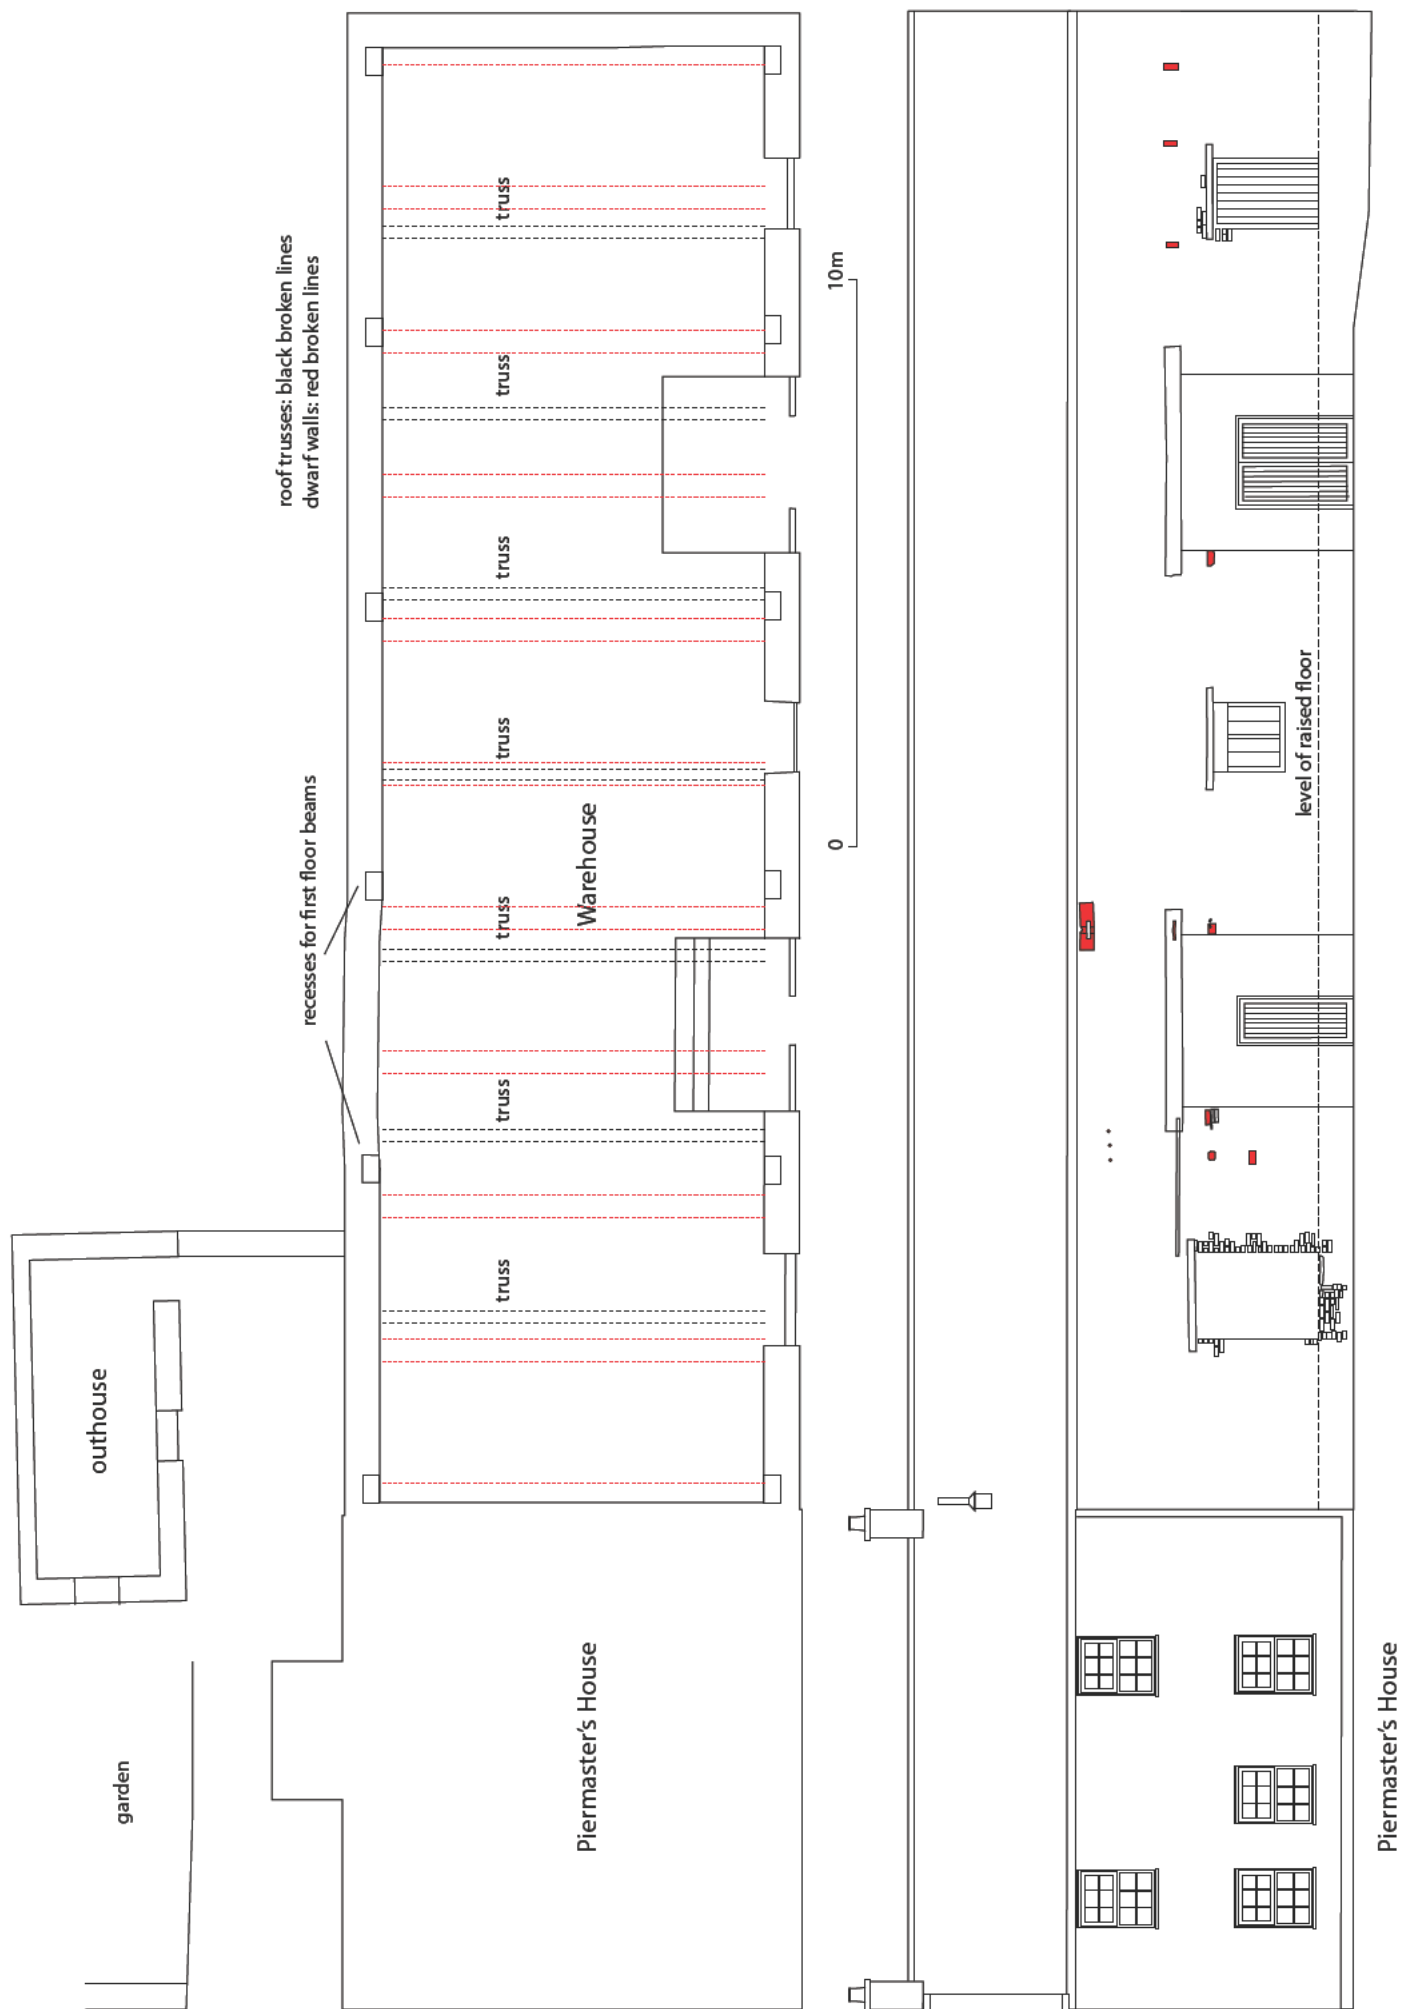 roof trusses: black broken lines
dwarf walls: red broken lines
recesses for first floor beams
outhouse
garden
truss
truss
truss
truss
truss
truss
truss
Warehouse
Piermaster's House
0
10m
level of raised floor
Piermaster's House